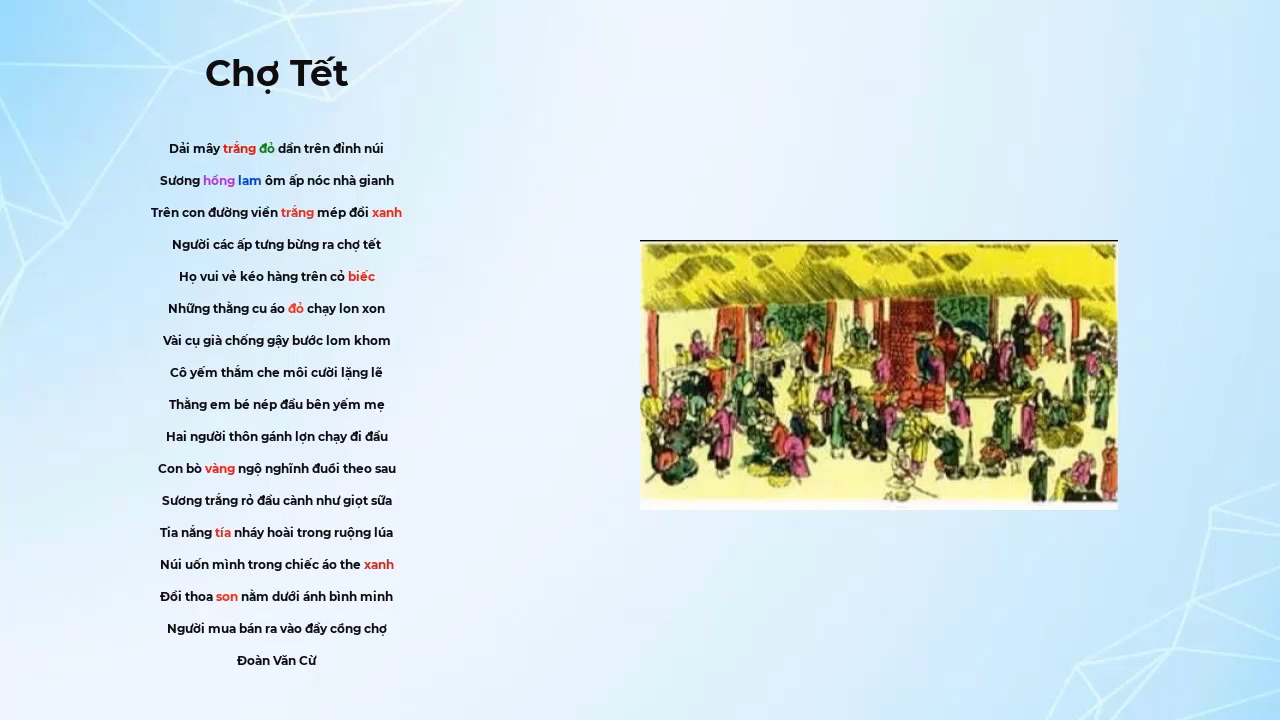 Chợ Tết
Dải mây trắng đỏ dần trên đỉnh núi
Sương hồng lam ôm ấp nóc nhà gianh
Trên con đường viền trắng mép đồi xanh
Người các ấp tưng bừng ra chợ tết
Họ vui vẻ kéo hàng trên cỏ biếc
Những thằng cu áo đỏ chạy lon xon
Vài cụ già chống gậy bước lom khom
Cô yếm thắm che môi cười lặng lẽ
Thằng em bé nép đầu bên yếm mẹ
Hai người thôn gánh lợn chạy đi đầu
Con bò vàng ngộ nghĩnh đuổi theo sau
Sương trắng rỏ đầu cành như giọt sữa
Tia nắng tía nháy hoài trong ruộng lúa
Núi uốn mình trong chiếc áo the xanh
Đồi thoa son nằm dưới ánh bình minh
Người mua bán ra vào đầy cổng chợ
Đoàn Văn Cừ